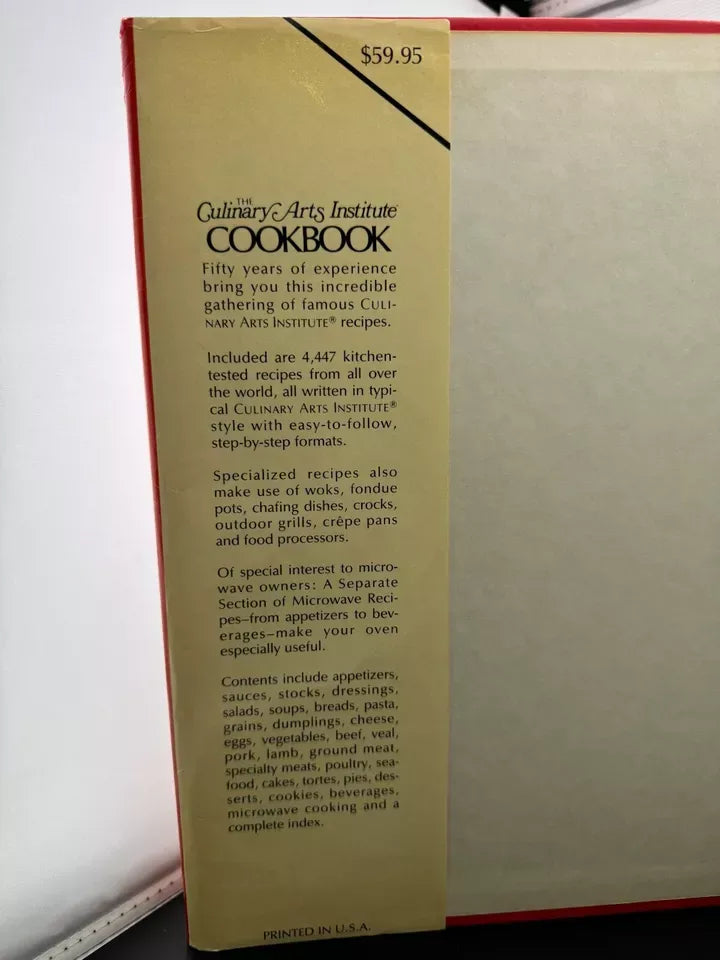 $59.95
THE
Culinary Arts Institute
COOKBOOK
Fifty years of experience
bring you this incredible
gathering of famous CULI-
NARY ARTS INSTITUTE® recipes.
Included are 4,447 kitchen-
tested recipes from all over
the world, all written in typi-
cal CULINARY ARTS INSTITUTE®
style with easy-to-follow,
step-by-step formats.
Specialized recipes also
make use of woks, fondue
pots, chafing dishes, crocks,
outdoor grills, crêpe pans
and food processors.
Of special interest to micro-
wave owners: A Separate
Section of Microwave Reci-
pes—from appetizers to bev-
erages—make your oven
especially useful.
Contents include appetizers,
sauces, stocks, dressings,
salads, soups, breads, pasta,
grains, dumplings, cheese,
eggs, vegetables, beef, veal,
pork, lamb, ground meat,
specialty meats, poultry, sea-
food, cakes, tortes, pies, des-
serts, cookies, beverages,
microwave cooking and a
complete index.
PRINTED IN U.S.A.